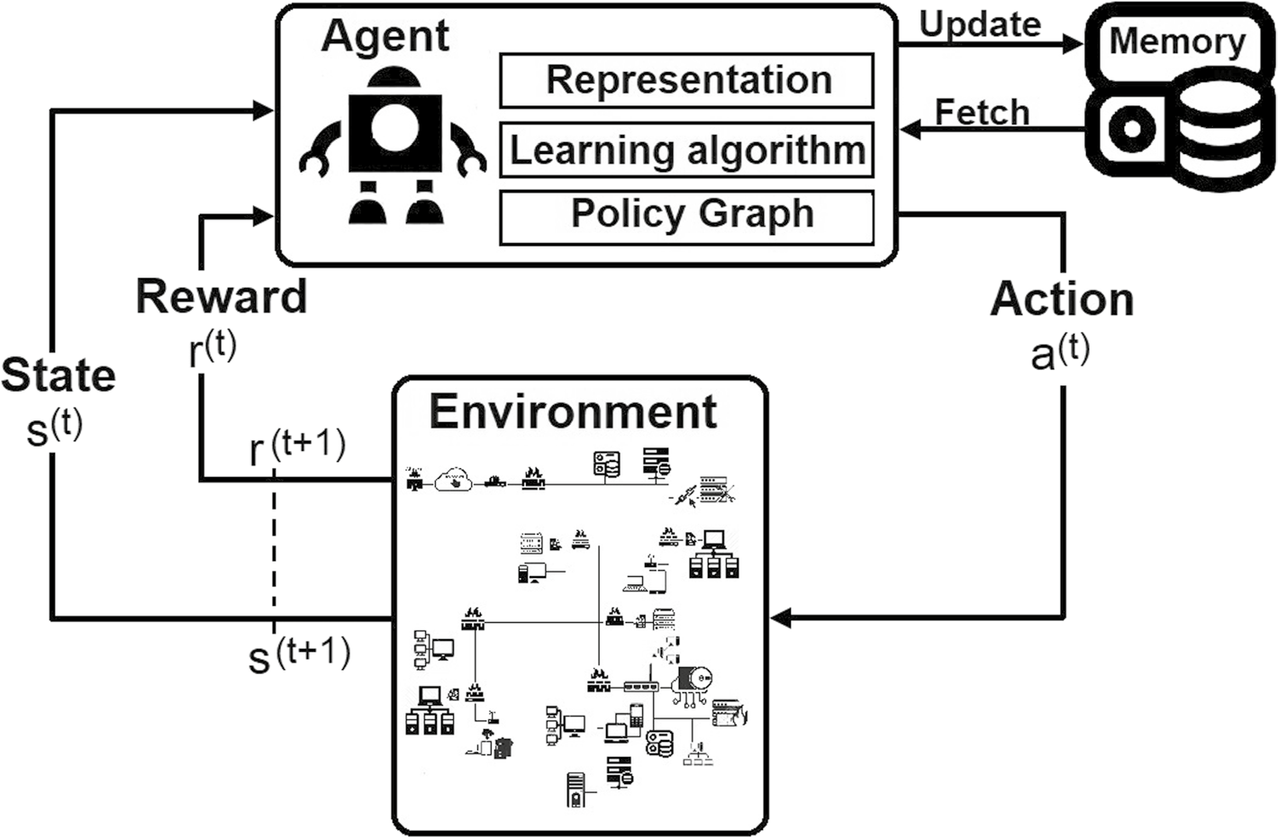 Agent
Representation
Learning algorithm
Policy Graph
Update
Memory
Fetch
Reward
r(t)
State
s(t)
Action
a(t)
r(t+1)
s(t+1)
Environment